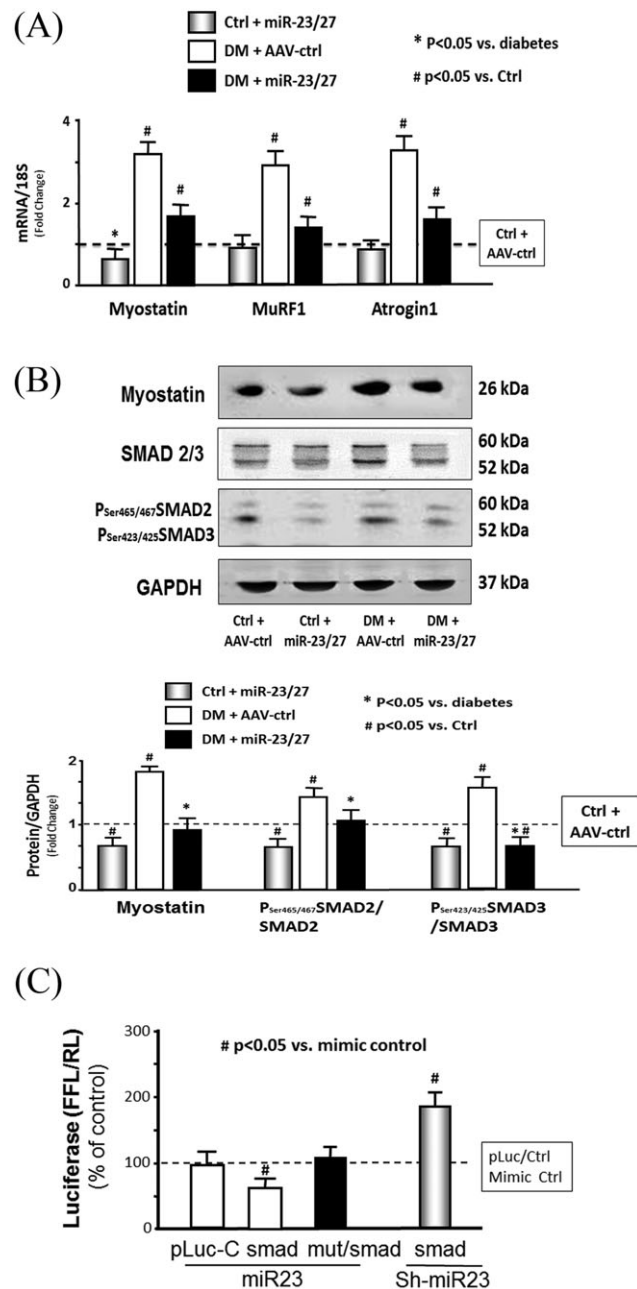 (A)
Ctrl + miR-23/27
DM + AAV-ctrl
DM + miR-23/27
* P<0.05 vs. diabetes
# p<0.05 vs. Ctrl
mRNA/18S
(Fold Change)
4
2
0
*
#
#
#
#
#
#
Ctrl +
AAV-ctrl
Myostatin MuRF1 Atrogin1
(B)
Myostatin 26 kDa
SMAD 2/3 60 kDa
52 kDa
PSer465/467SMAD2 60 kDa
PSer423/425SMAD3 52 kDa
GAPDH 37 kDa
Ctrl + Ctrl + DM + DM +
AAV-ctrl miR-23/27 AAV-ctrl miR-23/27
Ctrl + miR-23/27
DM + AAV-ctrl
DM + miR-23/27
* P<0.05 vs. diabetes
# p<0.05 vs. Ctrl
Protein/GAPDH
(Fold Change)
2
1
0
#
#
*
#
#
*
#
#
*#
Ctrl +
AAV-ctrl
Myostatin PSer465/467SMAD2/ PSer423/425SMAD3
SMAD2 /SMAD3
(C)
Luciferase (FFL/RL)
(% of control)
300
200
100
0
# p<0.05 vs. mimic control
#
#
pLuc/Ctrl
Mimic Ctrl
pLuc-C smad mut/smad smad
miR23 Sh-miR23